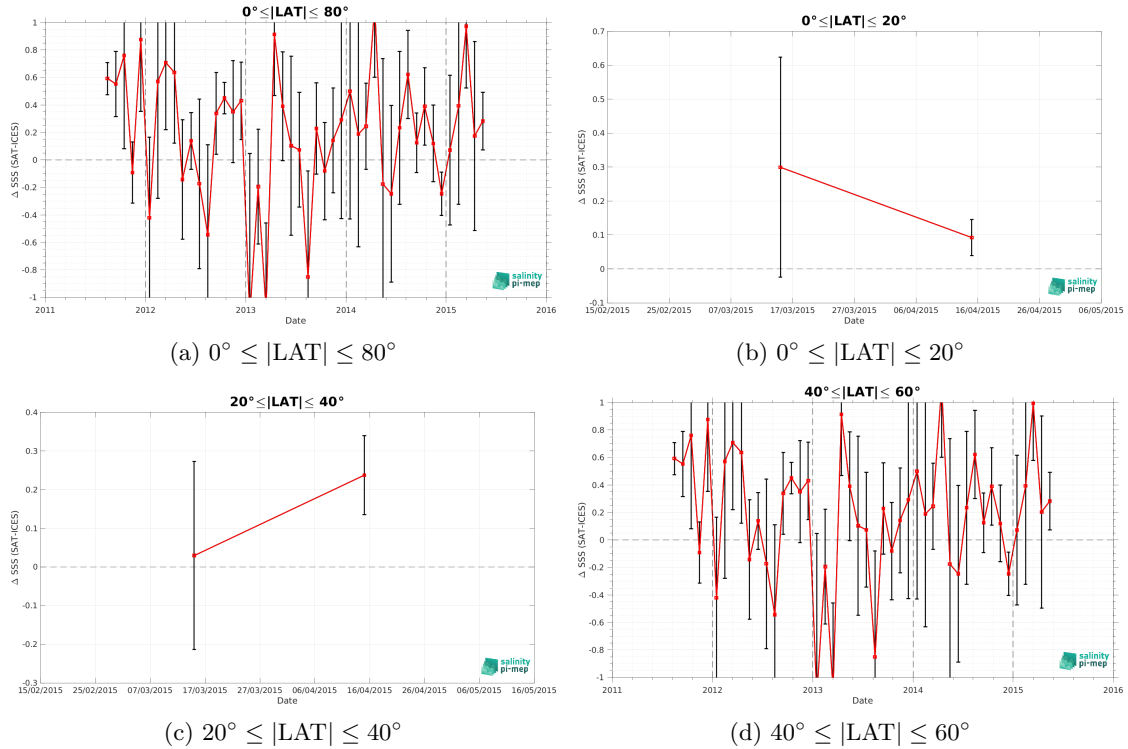 0°≤|LAT|≤ 80°
1
0.8
0.6
0.4
0.2
0
-0.2
-0.4
-0.6
-0.8
-1
Δ SSS (SAT-ICES)
2011 2012 2013 2014 2015 2016
Date
salinity
pi-mep
(a) 0° ≤ |LAT| ≤ 80°
0°≤|LAT|≤ 20°
0.7
0.6
0.5
0.4
0.3
0.2
0.1
0
-0.1
Δ SSS (SAT-ICES)
15/02/2015 25/02/2015 07/03/2015 17/03/2015 27/03/2015 06/04/2015 16/04/2015 26/04/2015 06/05/2015
Date
salinity
pi-mep
(b) 0° ≤ |LAT| ≤ 20°
20°≤|LAT|≤ 40°
0.4
0.3
0.2
0.1
0
-0.1
-0.2
-0.3
Δ SSS (SAT-ICES)
15/02/2015 25/02/2015 07/03/2015 17/03/2015 27/03/2015 06/04/2015 16/04/2015 26/04/2015 06/05/2015 16/05/2015
Date
salinity
pi-mep
(c) 20° ≤ |LAT| ≤ 40°
40°≤|LAT|≤ 60°
1
0.8
0.6
0.4
0.2
0
-0.2
-0.4
-0.6
-0.8
-1
Δ SSS (SAT-ICES)
2011 2012 2013 2014 2015 2016
Date
salinity
pi-mep
(d) 40° ≤ |LAT| ≤ 60°